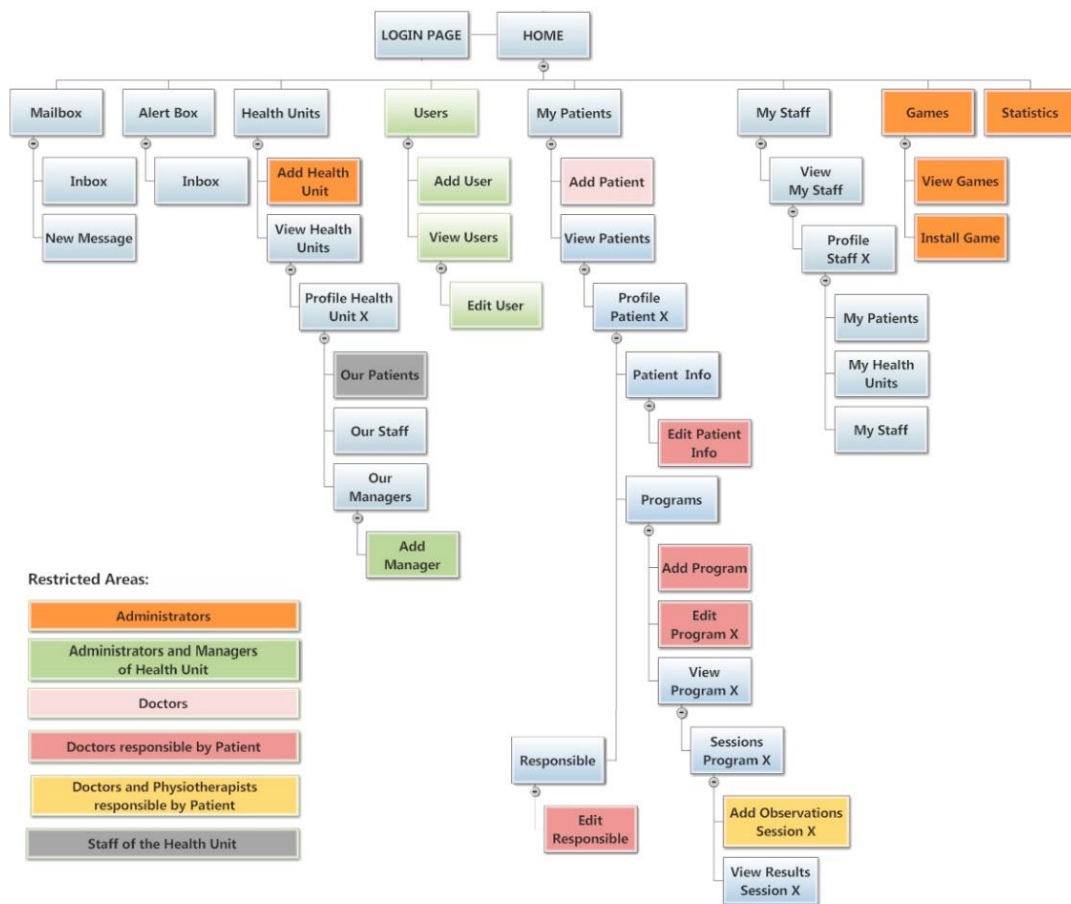 LOGIN PAGE
HOME
Mailbox
Alert Box
Health Units
Users
My Patients
My Staff
Games
Statistics
Inbox
New Message
Inbox
Add Health
Unit
View Health
Units
Profile Health
Unit X
Our Patients
Our Staff
Our
Managers
Add
Manager
Add User
View Users
Edit User
Add Patient
View Patients
Profile
Patient X
Patient Info
Edit Patient
Info
Programs
Add Program
Edit
Program X
View
Program X
Sessions
Program X
Add Observations
Session X
View Results
Session X
Responsible
Edit
Responsible
View
My Staff
Profile
Staff X
My Patients
My Health
Units
My Staff
View Games
Install Game
Restricted Areas:
Administrators
Administrators and Managers
of Health Unit
Doctors
Doctors responsible by Patient
Doctors and Physiotherapists
responsible by Patient
Staff of the Health Unit